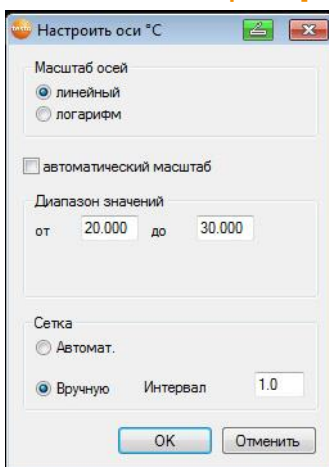 testo Настроить оси °C
Масштаб осей
линейный
логарифм
автоматический масштаб
Диапазон значений
от 20.000 до 30.000
Сетка
Автомат.
Вручную Интервал 1.0
OK Отменить